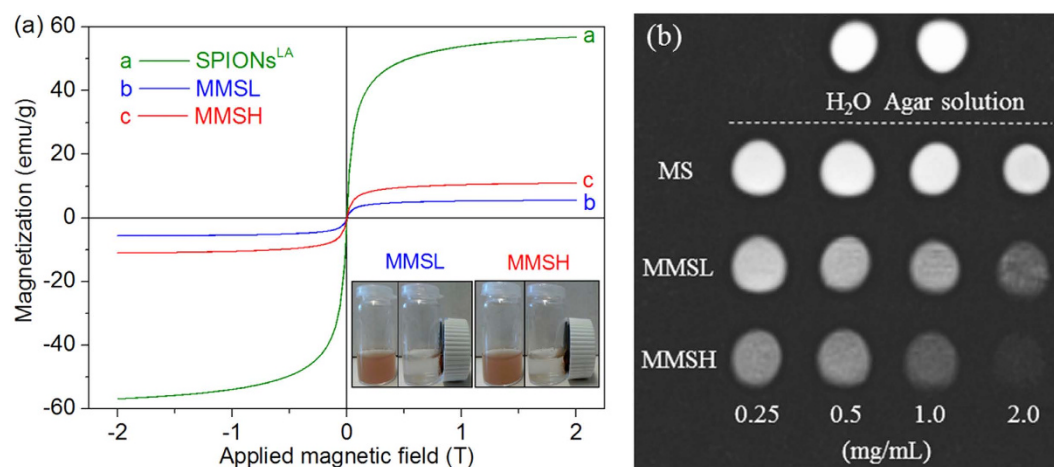 (a)
60
40
20
0
-20
-40
-60
Magnetization (emu/g)
a SPIONsᴸᴬ
b MMSL
c MMSH
a
c
b
MMSL MMSH
-2 -1 0 1 2
Applied magnetic field (T)
(b)
H₂O Agar solution
MS
MMSL
MMSH
0.25 0.5 1.0 2.0
(mg/mL)